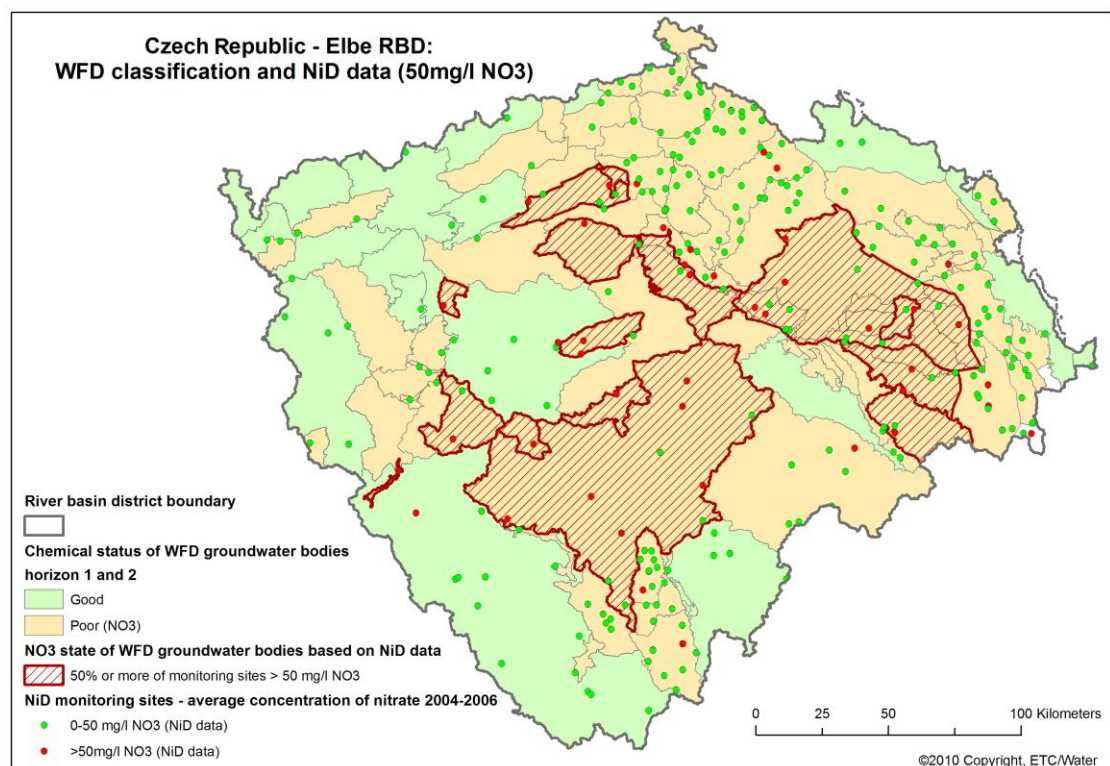 Czech Republic - Elbe RBD:
WFD classification and NiD data (50mg/l NO3)
River basin district boundary
Chemical status of WFD groundwater bodies
horizon 1 and 2
Good
Poor (NO3)
NO3 state of WFD groundwater bodies based on NiD data
50% or more of monitoring sites > 50 mg/l NO3
NiD monitoring sites - average concentration of nitrate 2004-2006
0-50 mg/l NO3 (NiD data)
>50mg/l NO3 (NiD data)
0 25 50 100 Kilometers
©2010 Copyright, ETC/Water